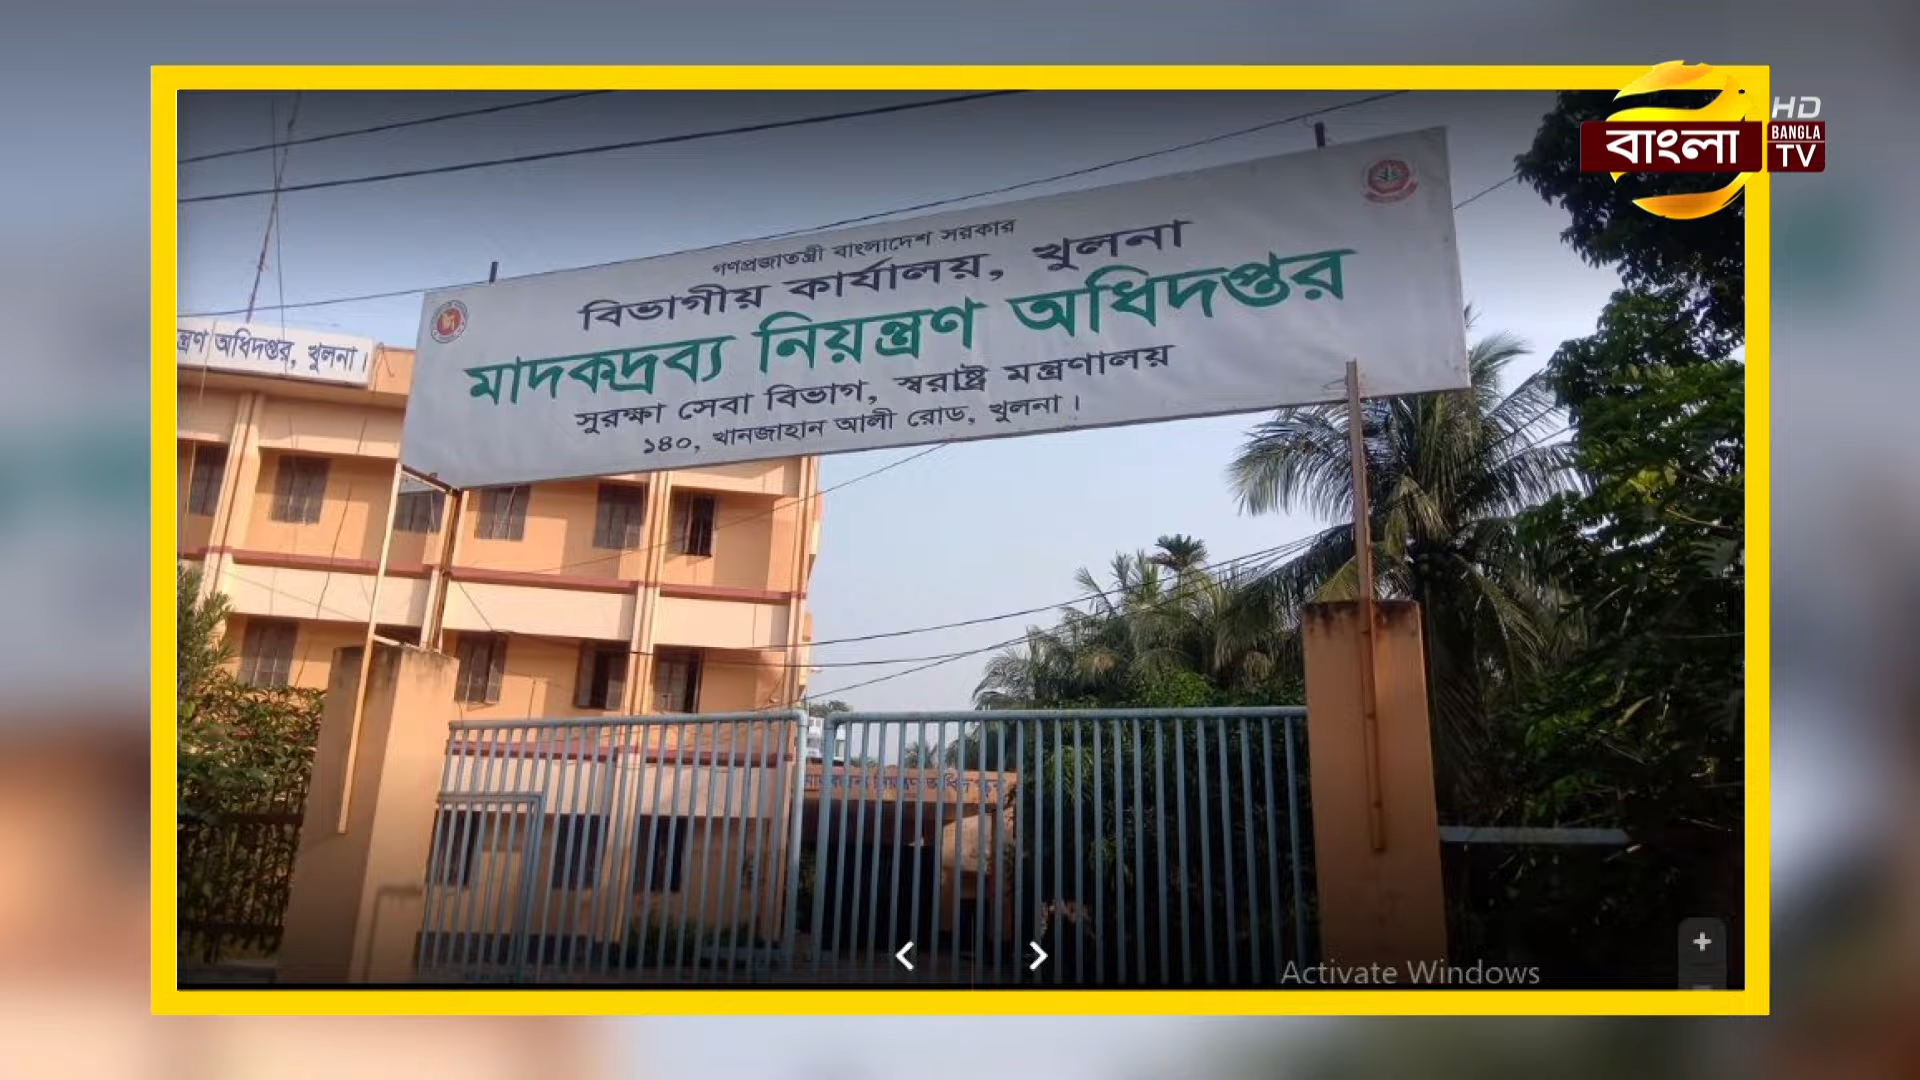 HD
বাংলা
BANGLA
TV
গণপ্রজাতন্ত্রী বাংলাদেশ সরকার
বিভাগীয় কার্যালয়, খুলনা
মাদকদ্রব্য নিয়ন্ত্রণ অধিদপ্তর
সুরক্ষা সেবা বিভাগ, স্বরাষ্ট্র মন্ত্রণালয়
১৪০, খানজাহান আলী রোড, খুলনা।
অধিদপ্তর, খুলনা।
Activate Windows